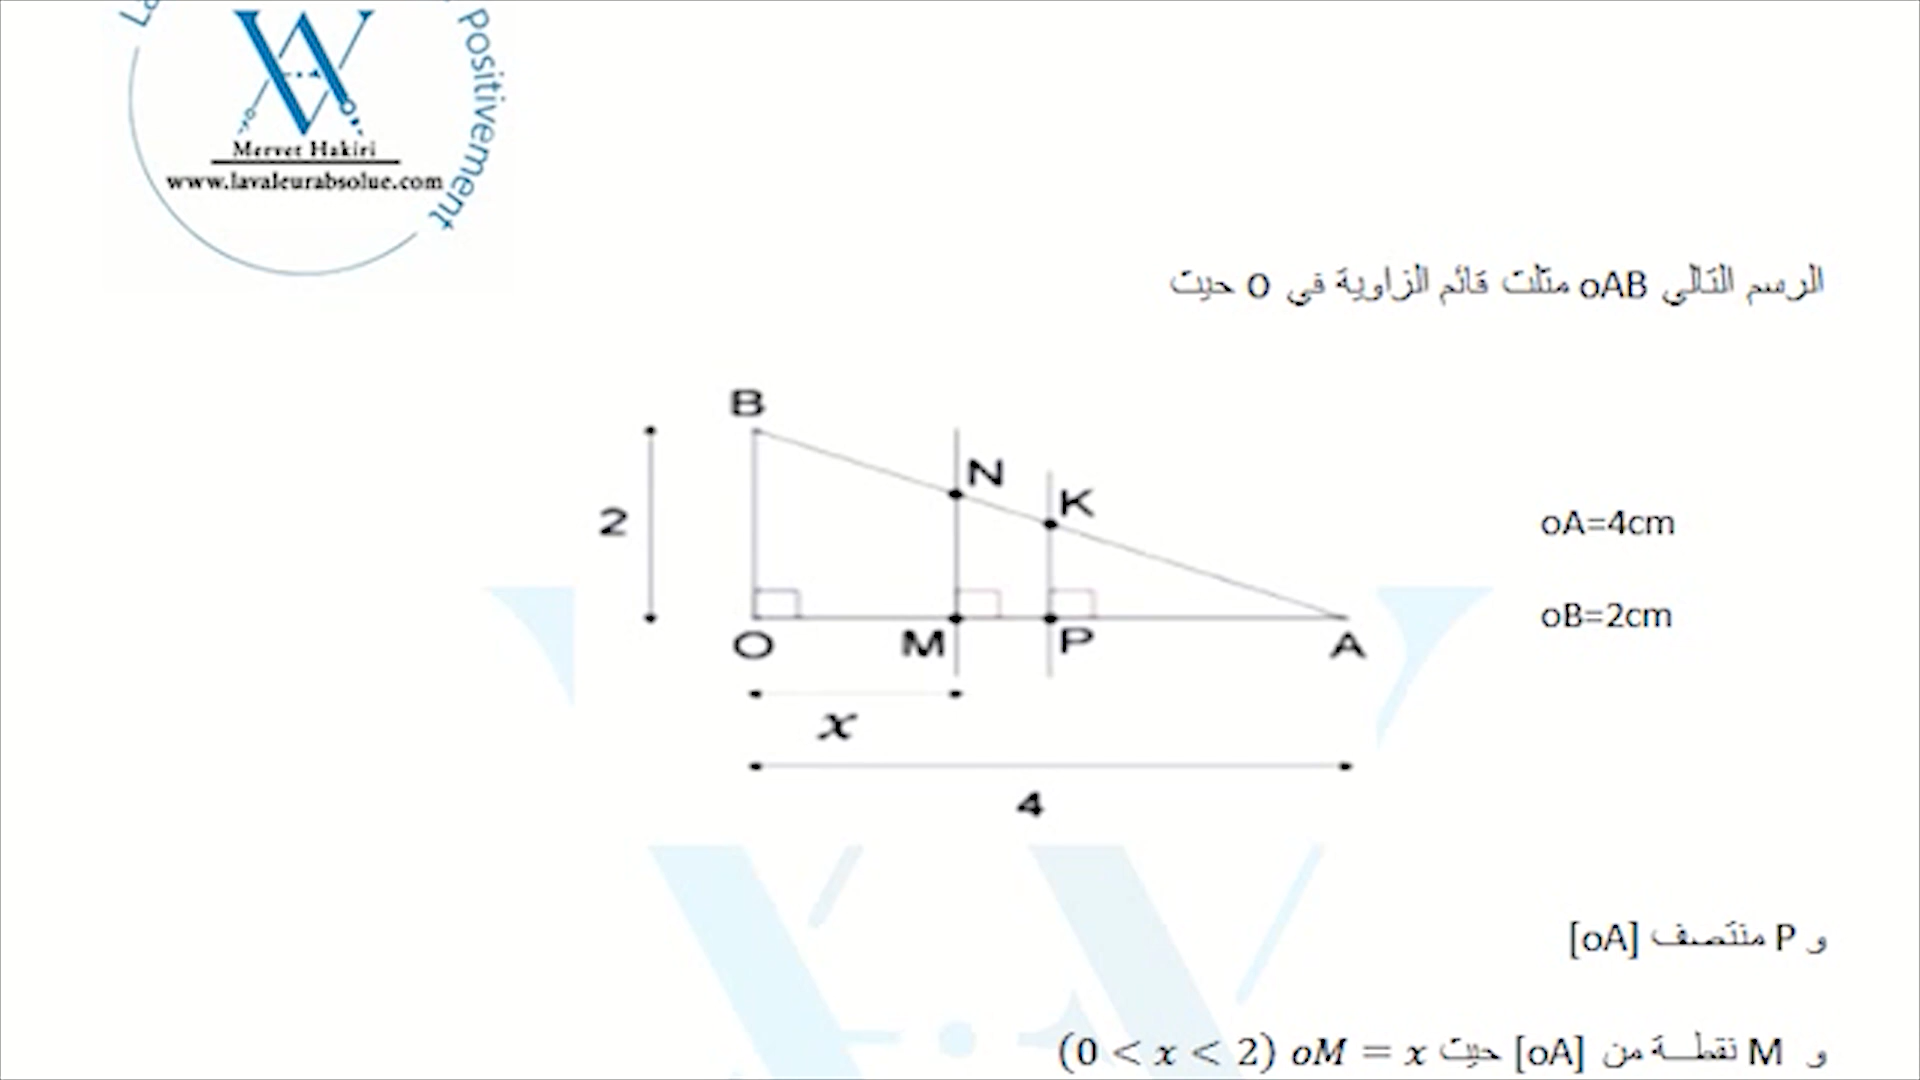 Positivement
Mervet Hakiri
www.lavaleurabsolue.com
الرسم التالي oAB مثلث قائم الزاوية في o حيث
B
N
K
2
oA=4cm
oB=2cm
O
M
P
A
x
4
و P منتصف [oA]
و M نقطة من [oA] حيث oM = x (0 < x < 2)